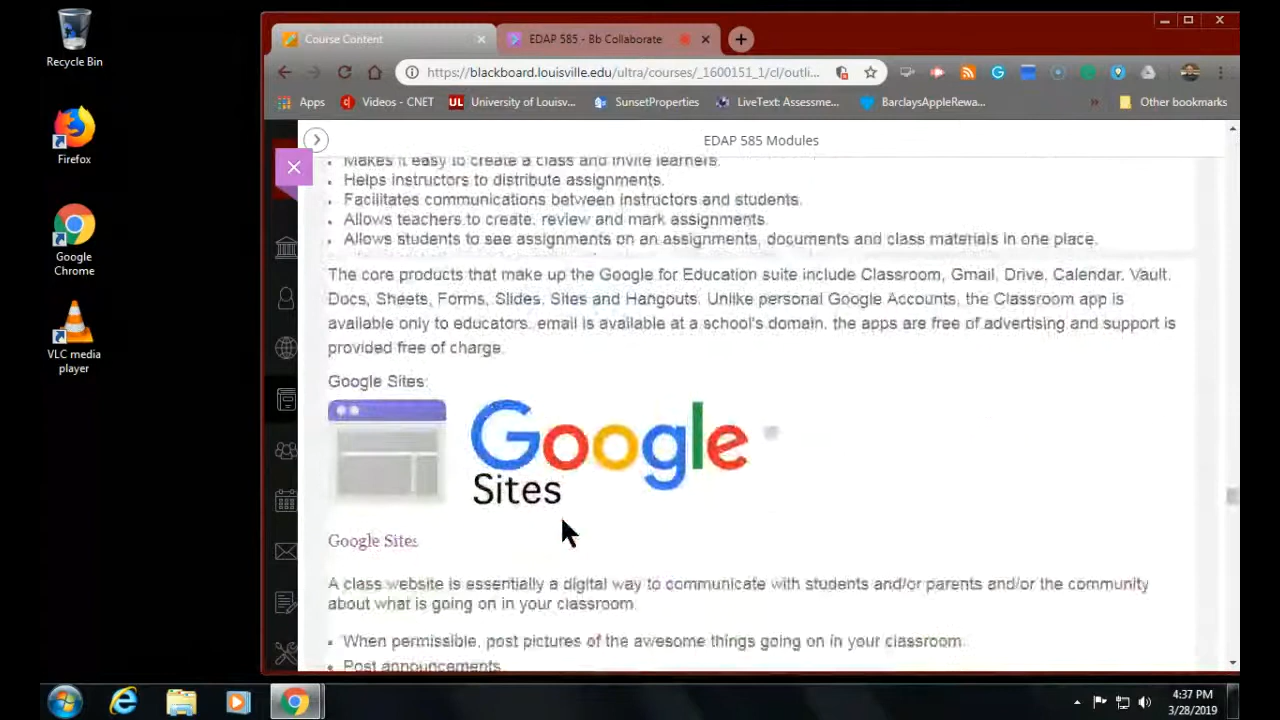 Recycle Bin
Firefox
Google
Chrome
VLC media
player
Course Content
EDAP 585 - Bb Collaborate
https://blackboard.louisville.edu/ultra/courses/_1600151_1/cl/outli...
Apps
Videos - CNET
UL University of Louisv...
SunsetProperties
LiveText: Assessme...
BarclaysAppleRewa...
»
Other bookmarks
EDAP 585 Modules
Makes it easy to create a class and invite learners.
Helps instructors to distribute assignments.
Facilitates communications between instructors and students.
Allows teachers to create, review and mark assignments.
Allows students to see assignments on an assignments, documents and class materials in one place.
The core products that make up the Google for Education suite include Classroom, Gmail, Drive, Calendar, Vault,
Docs, Sheets, Forms, Slides, Sites and Hangouts. Unlike personal Google Accounts, the Classroom app is
available only to educators, email is available at a school's domain, the apps are free of advertising and support is
provided free of charge.
Google Sites:
Google
Sites
Google Sites
A class website is essentially a digital way to communicate with students and/or parents and/or the community
about what is going on in your classroom.
When permissible, post pictures of the awesome things going on in your classroom.
Post announcements.
4:37 PM
3/28/2019